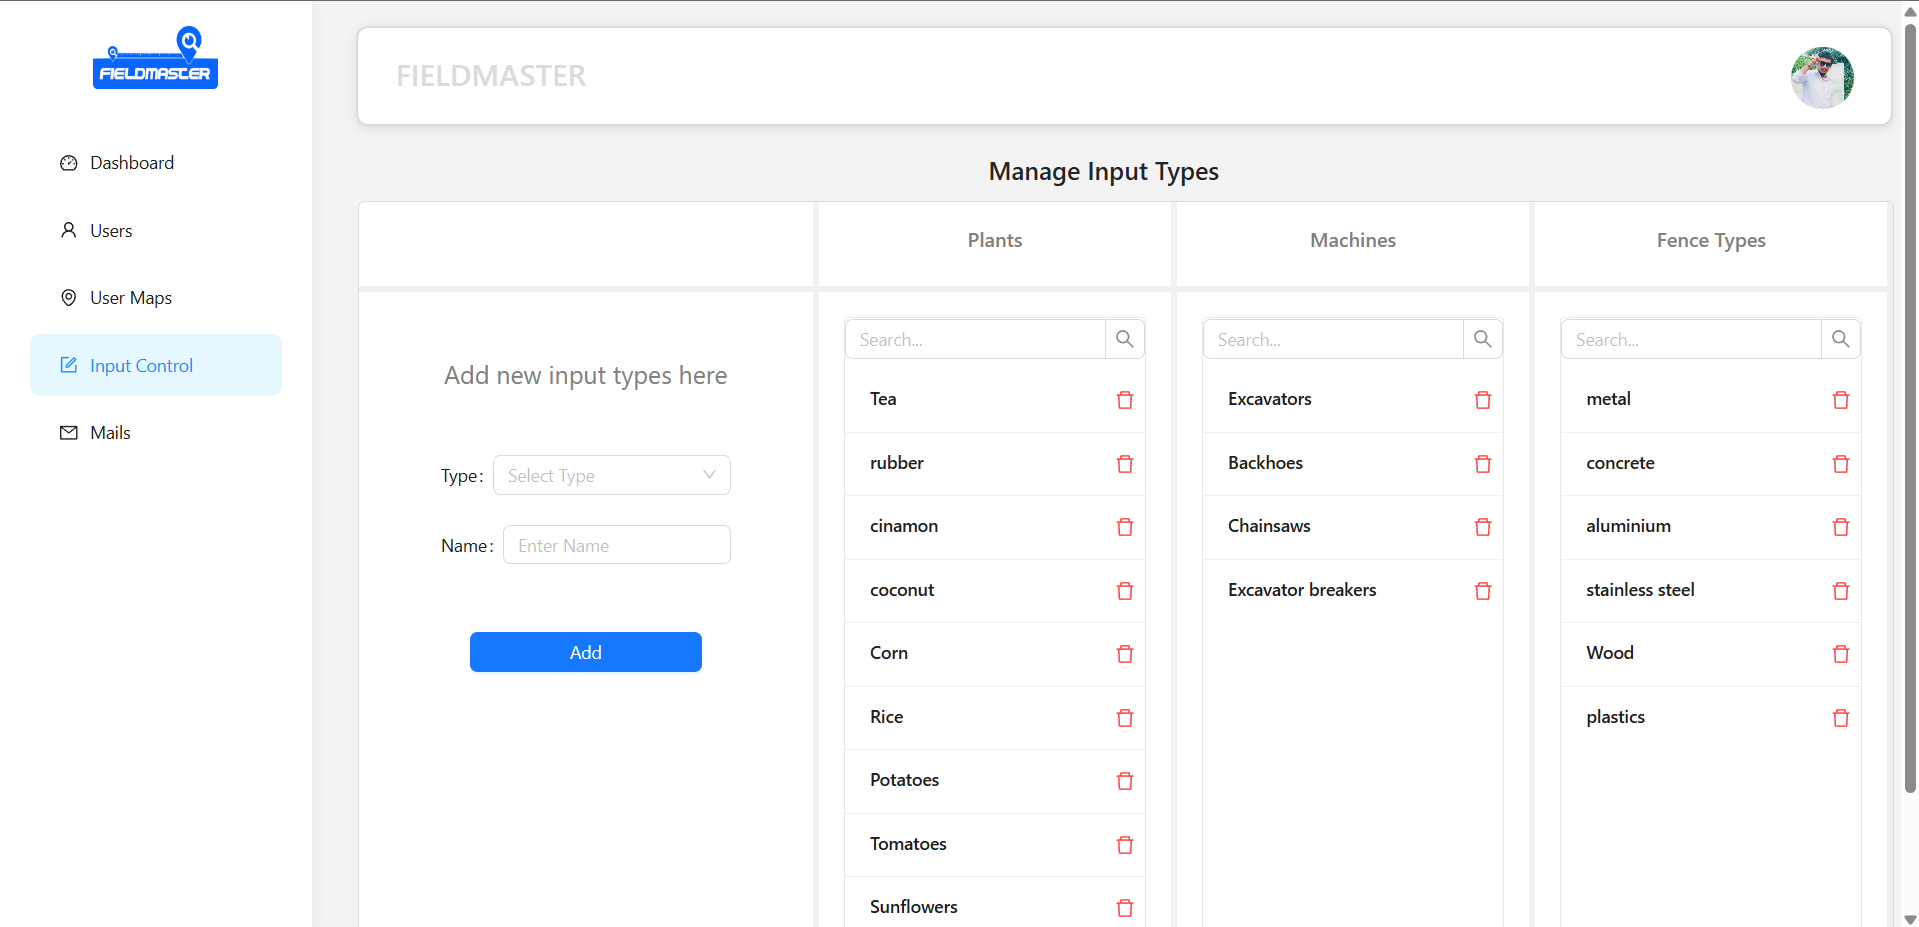 FIELDMASTER
Dashboard
Users
User Maps
Input Control
Mails
FIELDMASTER
Manage Input Types
Plants
Machines
Fence Types
Add new input types here
Type:
Select Type
Name:
Enter Name
Add
Search...
Tea
rubber
cinamon
coconut
Corn
Rice
Potatoes
Tomatoes
Sunflowers
Search...
Excavators
Backhoes
Chainsaws
Excavator breakers
Search...
metal
concrete
aluminium
stainless steel
Wood
plastics